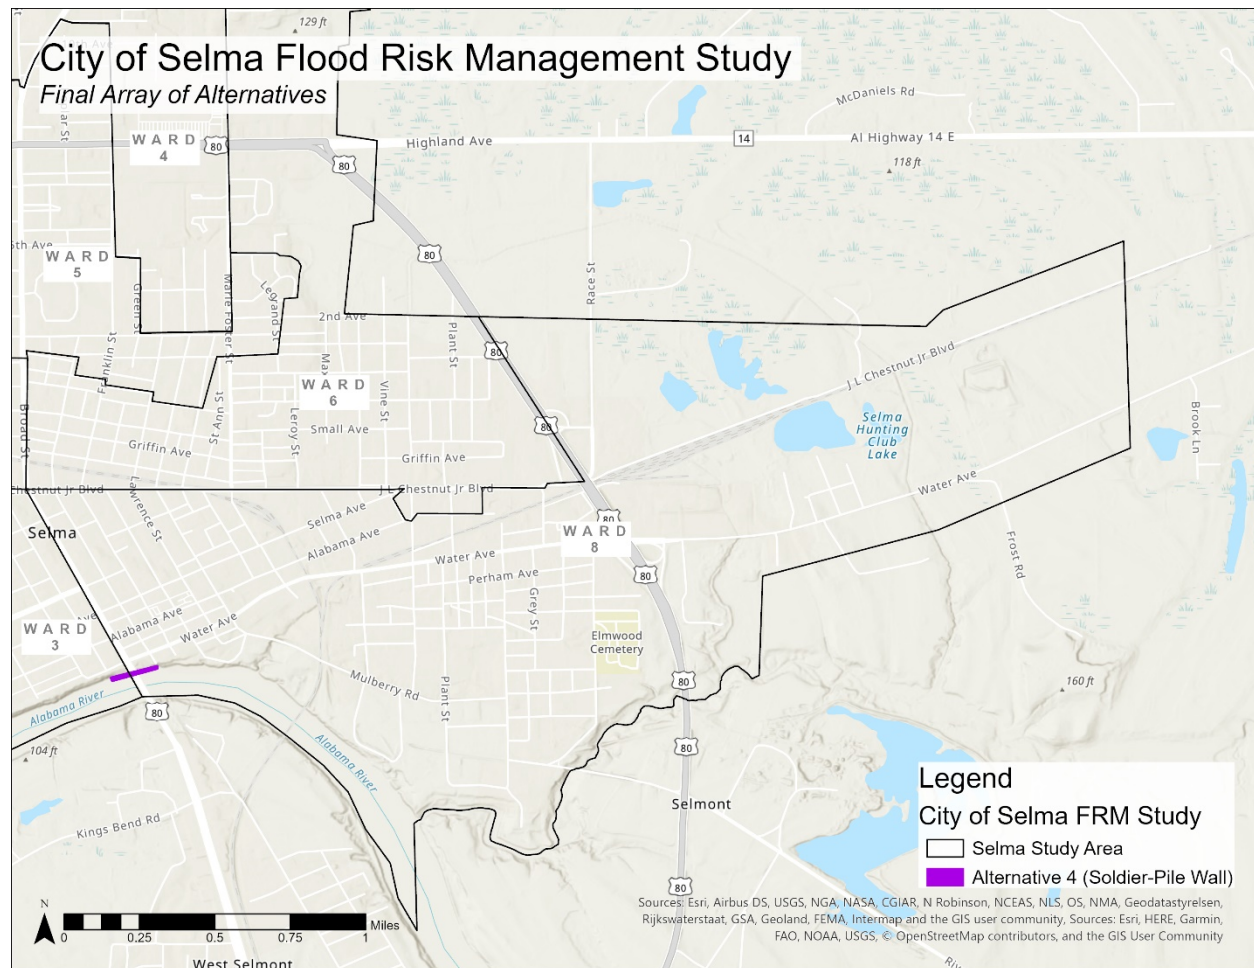 129 ft
City of Selma Flood Risk Management Study
Final Array of Alternatives
McDaniels Rd
WARD
4
80
Highland Ave
14
Al Highway 14 E
118 ft
80
5th Ave
WARD
5
80
Green St
Marie Foster St
Legrand St
Race St
2nd Ave
Franklin St
Plant St
80
J L Chestnut Jr Blvd
WARD
6
Vine St
Broad St
St Ann St
Leroy St
Small Ave
80
Selma
Hunting
Club
Lake
Brook Ln
Griffin Ave
Griffin Ave
Chestnut Jr Blvd
J L Chestnut Jr Blvd
Water Ave
Lawrence St
Selma Ave
80
Selma
Alabama Ave
WARD
8
Water Ave
Frost Rd
Perham Ave
80
Grey St
Alabama Ave
Water Ave
WARD
3
Elmwood
Cemetery
Mulberry Rd
Plant St
80
160 ft
Alabama River
80
104 ft
Alabama River
80
Selmont
Kings Bend Rd
Legend
City of Selma FRM Study
Selma Study Area
Alternative 4 (Soldier-Pile Wall)
80
N
Miles
0 0.25 0.5 0.75 1
West Selmont
Sources: Esri, Airbus DS, USGS, NGA, NASA, CGIAR, N Robinson, NCEAS, NLS, OS, NMA, Geodatastyrelsen,
Rijkswaterstaat, GSA, Geoland, FEMA, Intermap and the GIS user community, Sources: Esri, HERE, Garmin,
FAO, NOAA, USGS, © OpenStreetMap contributors, and the GIS User Community